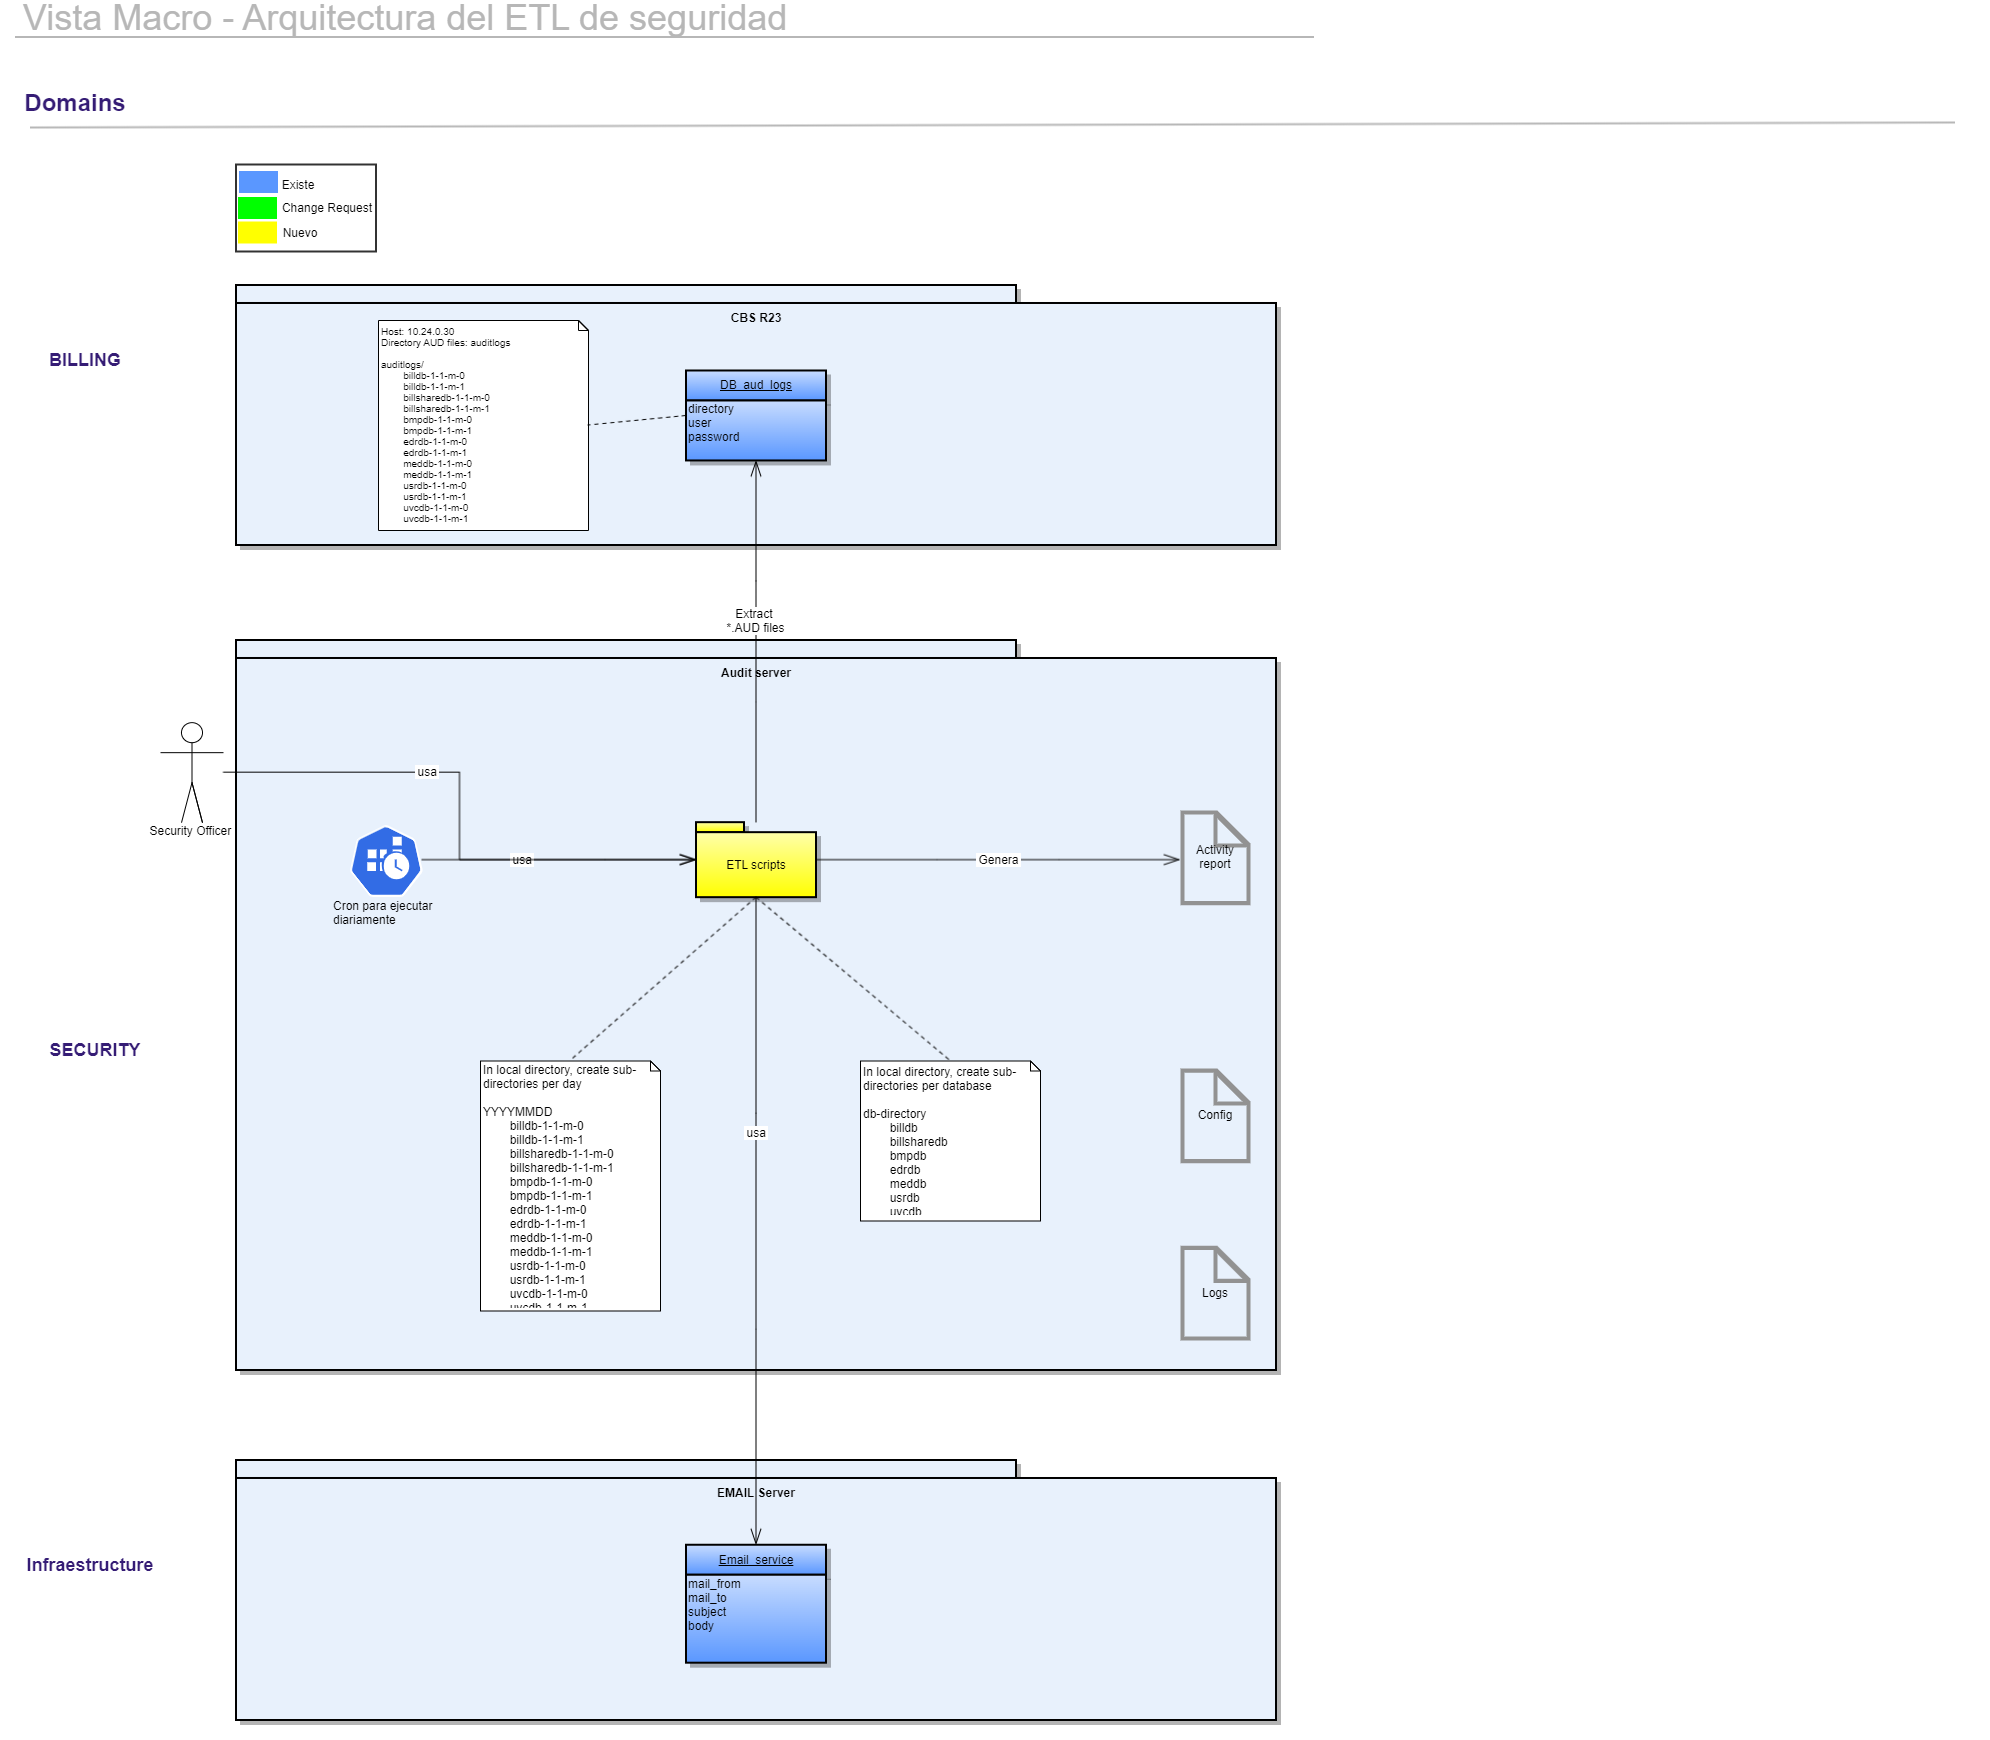 Vista Macro - Arquitectura del ETL de seguridad
Domains
Existe
Change Request
Nuevo
BILLING
CBS R23
Host: 10.24.0.30
Directory AUD files: auditlogs
auditlogs/
billdb-1-1-m-0
billdb-1-1-m-1
billsharedb-1-1-m-0
billsharedb-1-1-m-1
bmpdb-1-1-m-0
bmpdb-1-1-m-1
edrdb-1-1-m-0
edrdb-1-1-m-1
meddb-1-1-m-0
meddb-1-1-m-1
usrdb-1-1-m-0
usrdb-1-1-m-1
uvcdb-1-1-m-0
uvcdb-1-1-m-1
DB_aud_logs
directory
user
password
Extract
*.AUD files
SECURITY
Audit server
Security Officer
usa
Cron para ejecutar
diariamente
usa
ETL scripts
Genera
Activity
report
In local directory, create sub-
directories per day
YYYYMMDD
billdb-1-1-m-0
billdb-1-1-m-1
billsharedb-1-1-m-0
billsharedb-1-1-m-1
bmpdb-1-1-m-0
bmpdb-1-1-m-1
edrdb-1-1-m-0
edrdb-1-1-m-1
meddb-1-1-m-0
meddb-1-1-m-1
usrdb-1-1-m-0
usrdb-1-1-m-1
uvcdb-1-1-m-0
uvcdb-1-1-m-1
usa
In local directory, create sub-
directories per database
db-directory
billdb
billsharedb
bmpdb
edrdb
meddb
usrdb
uvcdb
Config
Logs
Infraestructure
EMAIL Server
Email_service
mail_from
mail_to
subject
body